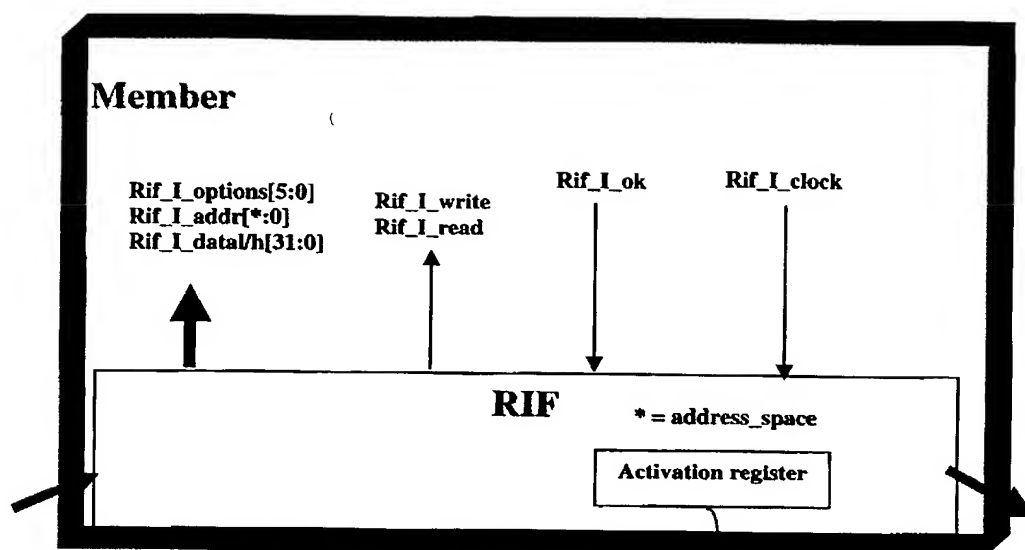 Member
Rif_I_options[5:0]
Rif_I_addr[*:0]
Rif_I_datal/h[31:0]
Rif_I_write
Rif_I_read
Rif_I_ok
Rif_I_clock
RIF
* = address_space
Activation register